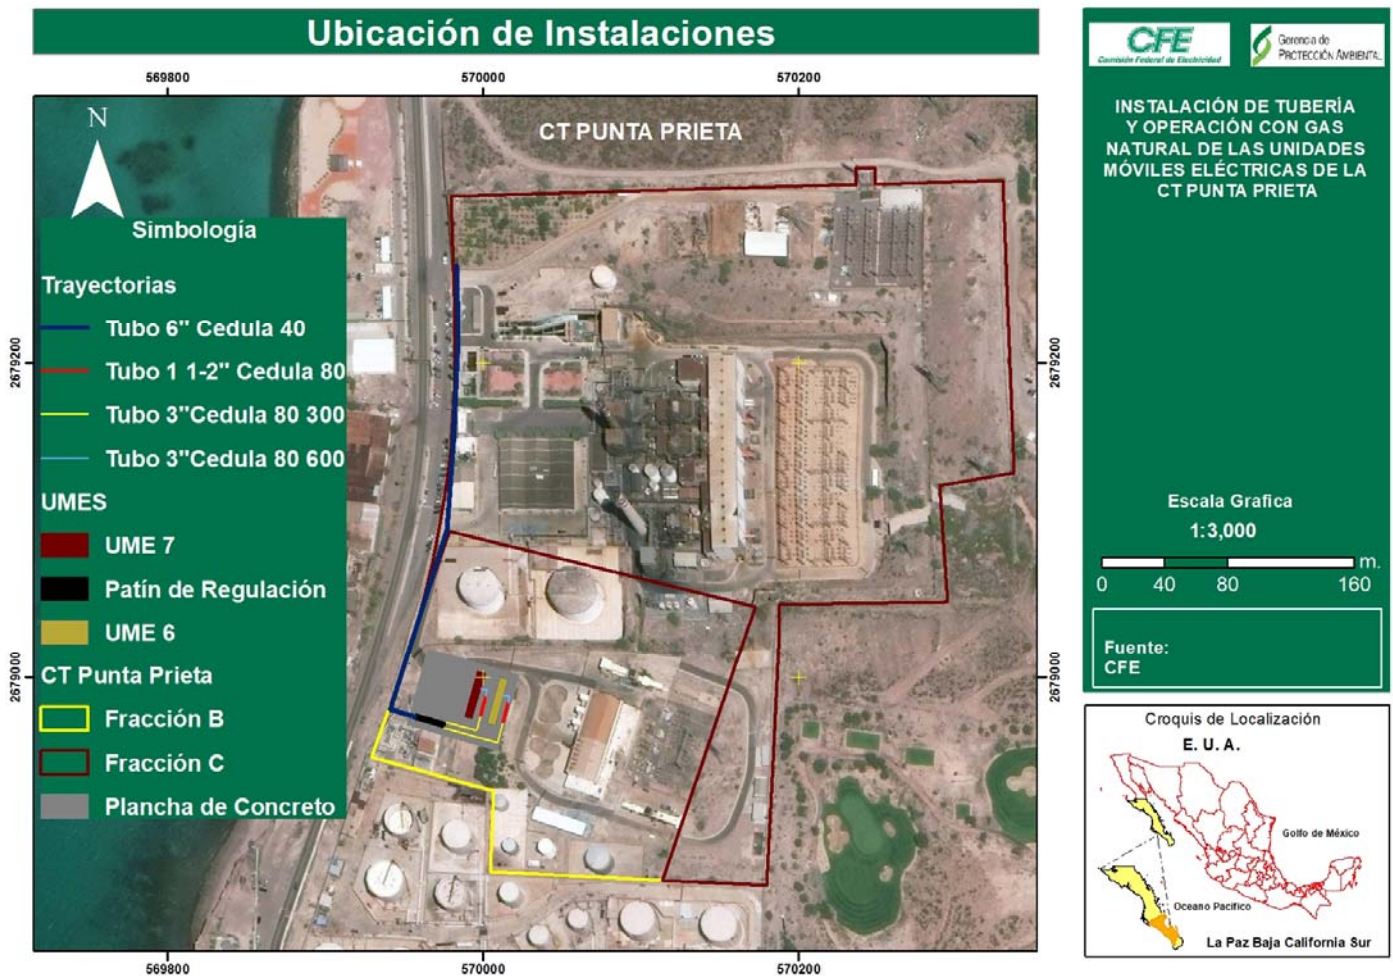 Ubicación de Instalaciones
569800
570000
570200
CT PUNTA PRIETA
N
Simbología
Trayectorias
Tubo 6" Cedula 40
Tubo 1 1-2" Cedula 80
Tubo 3"Cedula 80 300
Tubo 3"Cedula 80 600
UMES
UME 7
Patín de Regulación
UME 6
CT Punta Prieta
Fracción B
Fracción C
Plancha de Concreto
2679200
2679000
2679200
2679000
569800
570000
570200
CFE
Comisión Federal de Electricidad
Gerencia de
PROTECCIÓN AMBIENTAL
INSTALACIÓN DE TUBERÍA
Y OPERACIÓN CON GAS
NATURAL DE LAS UNIDADES
MÓVILES ELÉCTRICAS DE LA
CT PUNTA PRIETA
Escala Grafica
1:3,000
m.
0 40 80 160
Fuente:
CFE
Croquis de Localización
E. U. A.
Golfo de México
Oceano Pacífico
La Paz Baja California Sur